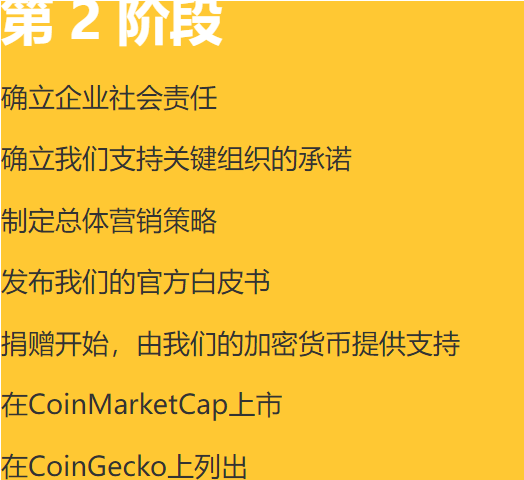 第 2 阶段
确立企业社会责任
确立我们支持关键组织的承诺
制定总体营销策略
发布我们的官方白皮书
捐赠开始，由我们的加密货币提供支持
在CoinMarketCap上市
在CoinGecko上列出